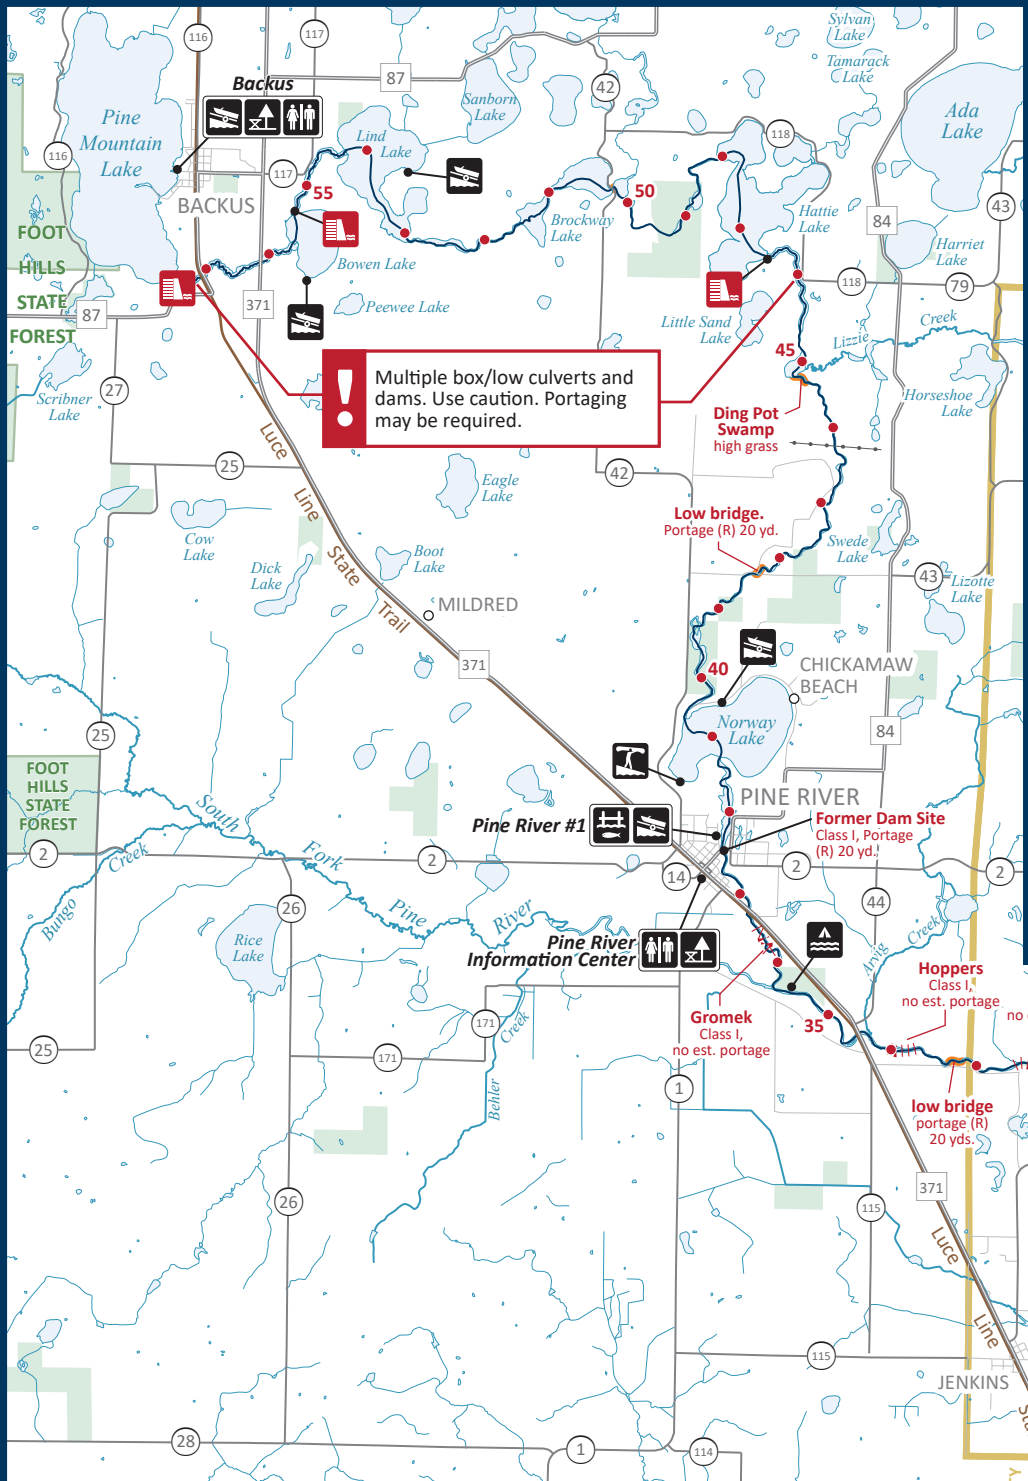 116
117
87
42
Sylvan
Lake
Tamarack
Lake
Backus
Sanborn
Lake
Ada
Lake
Pine
Mountain
Lake
116
Lind
Lake
118
117
55
50
BACKUS
43
84
Hattie
Lake
Brockway
Lake
FOOT
HILLS
STATE
FOREST
Harriet
Lake
Bowen Lake
118
79
87
371
Peewee Lake
Little Sand
Lake
Creek
Lizzie
45
Multiple box/low culverts and
dams. Use caution. Portaging
may be required.
27
Scribner
Lake
Horseshoe
Lake
Ding Pot
Swamp
high grass
Luce
Line
State
Trail
25
42
Eagle
Lake
Low bridge.
Portage (R) 20 yd.
Cow
Lake
Swede
Lake
Boot
Lake
Dick
Lake
43
Lizotte
Lake
MILDRED
371
40
CHICKAMAW
BEACH
Norway
Lake
84
25
FOOT
HILLS
STATE
FOREST
PINE RIVER
South
Fork
Pine
River
Pine River #1
Former Dam Site
Class I, Portage
(R) 20 yd.
2
Bungo
Creek
2
2
2
14
26
44
Rice
Lake
Pine River
Information Center
Arvig
Creek
Hoppers
Class I,
no est. portage
35
Gromek
Class I,
no est. portage
171
Creek
Behler
25
171
1
low bridge
portage (R)
20 yds.
371
26
115
Luce
Line
115
JENKINS
28
1
114